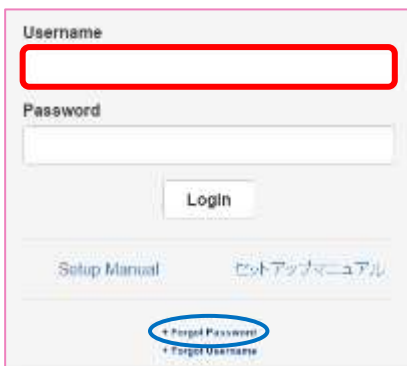 Username
Password
Login
Setup Manual セットアップマニュアル
+ Forgot Password
+ Forgot Username